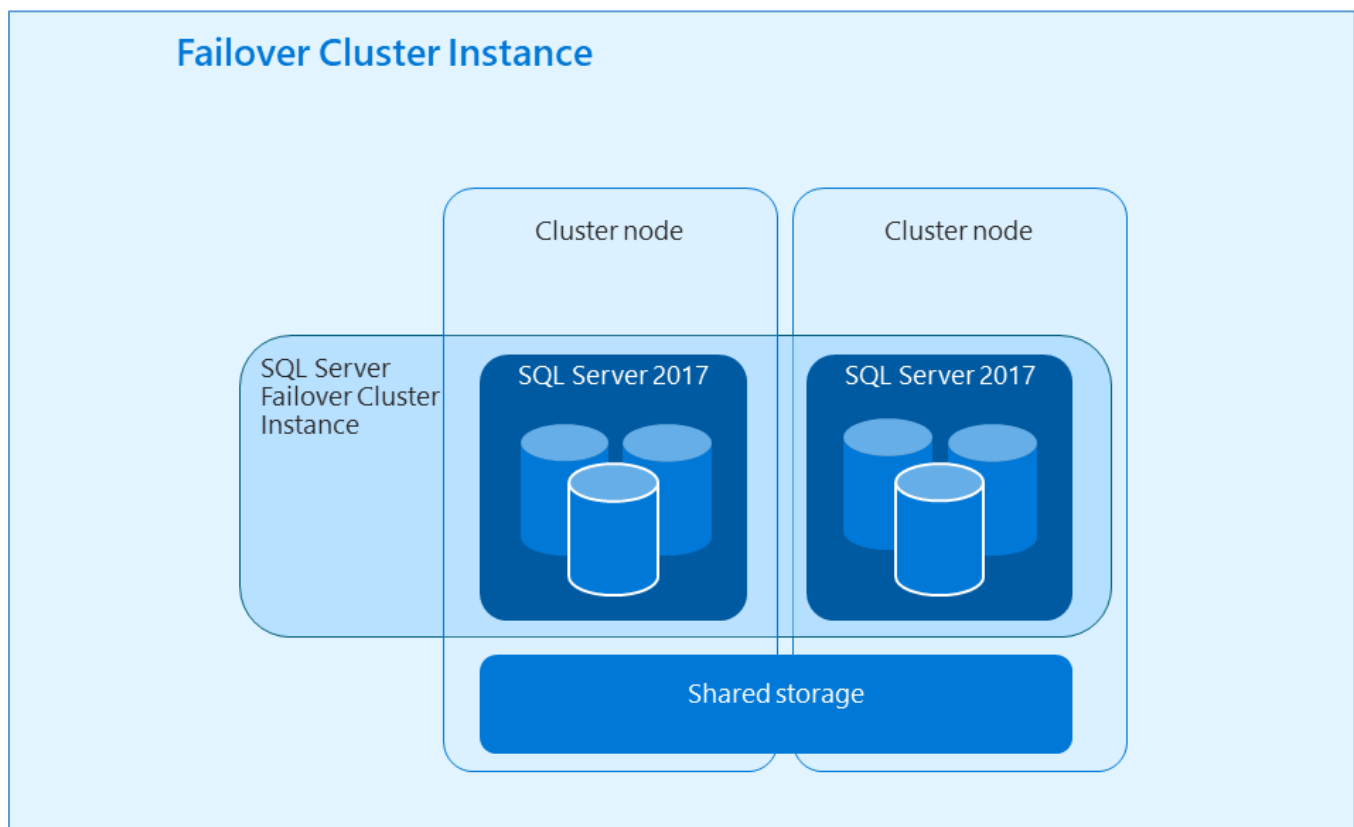 Failover Cluster Instance
Cluster node
Cluster node
SQL Server
Failover Cluster
Instance
SQL Server 2017
SQL Server 2017
Shared storage